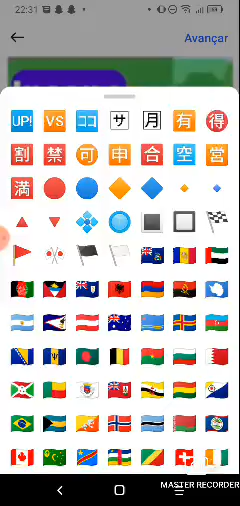 22:31
Avançar
UP! VS ココ サ 月 有 得
割 禁 可 申 合 空 営
満
MASTER RECORDER